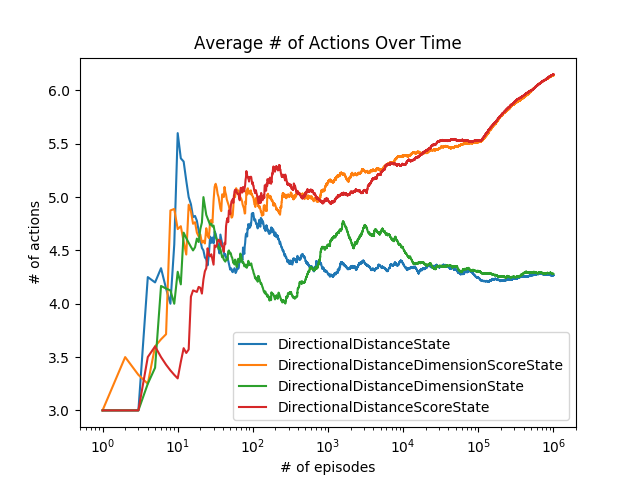 Average # of Actions Over Time
# of actions
6.0
5.5
5.0
4.5
4.0
3.5
3.0
DirectionalDistanceState
DirectionalDistanceDimensionScoreState
DirectionalDistanceDimensionState
DirectionalDistanceScoreState
10⁰ 10¹ 10² 10³ 10⁴ 10⁵ 10⁶
# of episodes